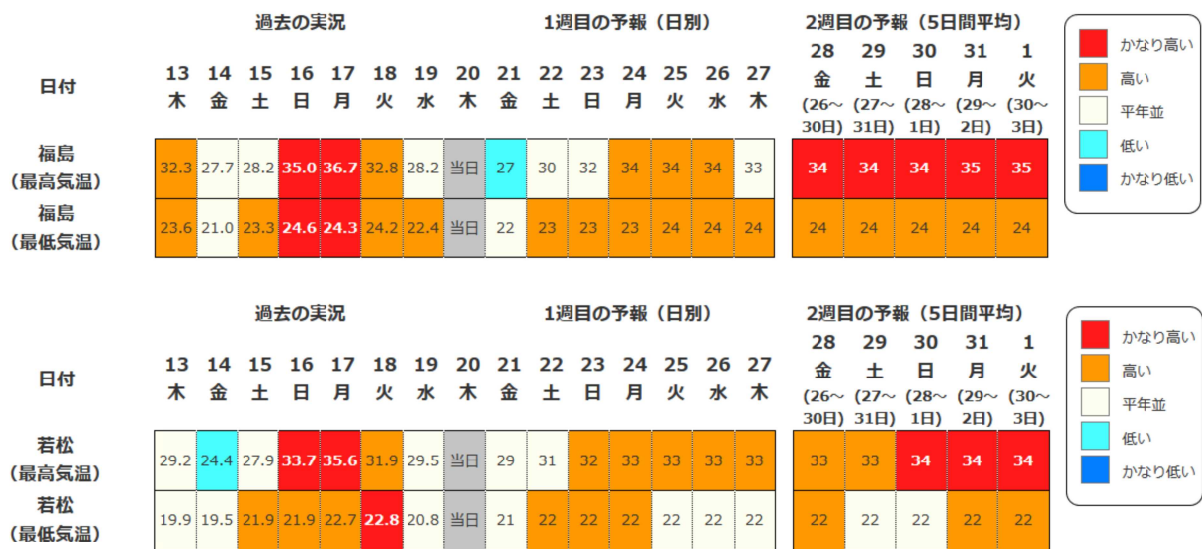 過去の実況 1週目の予報（日別） 2週目の予報（5日間平均）
日付 13 14 15 16 17 18 19 20 21 22 23 24 25 26 27 28 29 30 31 1
木 金 土 日 月 火 水 木 金 土 日 月 火 水 木 金 土 日 月 火
(26～ (27～ (28～ (29～ (30～
30日) 31日) 1日) 2日) 3日)
福島
（最高気温） 32.3 27.7 28.2 35.0 36.7 32.8 28.2 当日 27 30 32 34 34 34 33 34 34 34 35 35
福島
（最低気温） 23.6 21.0 23.3 24.6 24.3 24.2 22.4 当日 22 23 23 23 24 24 24 24 24 24 24 24
かなり高い
高い
平年並
低い
かなり低い
過去の実況 1週目の予報（日別） 2週目の予報（5日間平均）
日付 13 14 15 16 17 18 19 20 21 22 23 24 25 26 27 28 29 30 31 1
木 金 土 日 月 火 水 木 金 土 日 月 火 水 木 金 土 日 月 火
(26～ (27～ (28～ (29～ (30～
30日) 31日) 1日) 2日) 3日)
若松
（最高気温） 29.2 24.4 27.9 33.7 35.6 31.9 29.5 当日 29 31 32 33 33 33 33 33 33 34 34 34
若松
（最低気温） 19.9 19.5 21.9 21.9 22.7 22.8 20.8 当日 21 22 22 22 22 22 22 22 22 22 22 22
かなり高い
高い
平年並
低い
かなり低い